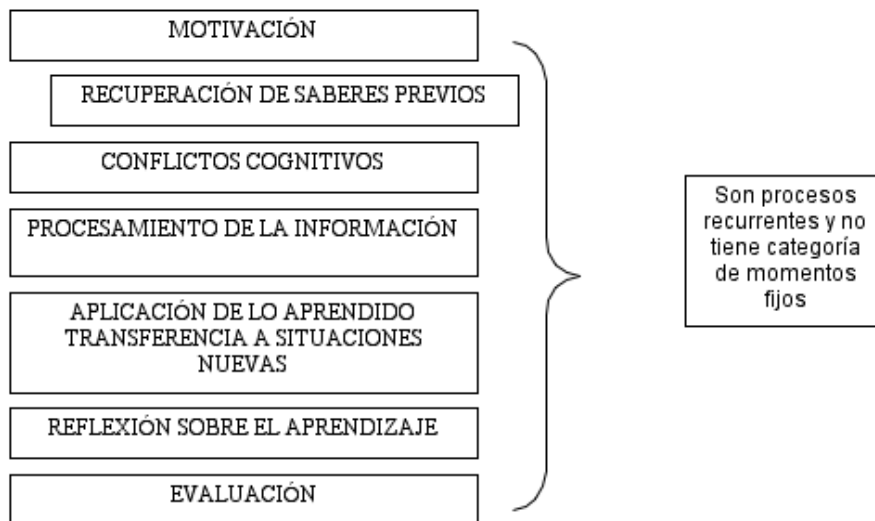 MOTIVACIÓN
RECUPERACIÓN DE SABERES PREVIOS
CONFLICTOS COGNITIVOS
PROCESAMIENTO DE LA INFORMACIÓN
APLICACIÓN DE LO APRENDIDO
TRANSFERENCIA A SITUACIONES
NUEVAS
REFLEXIÓN SOBRE EL APRENDIZAJE
EVALUACIÓN
Son procesos
recurrentes y no
tiene categoría
de momentos
fijos